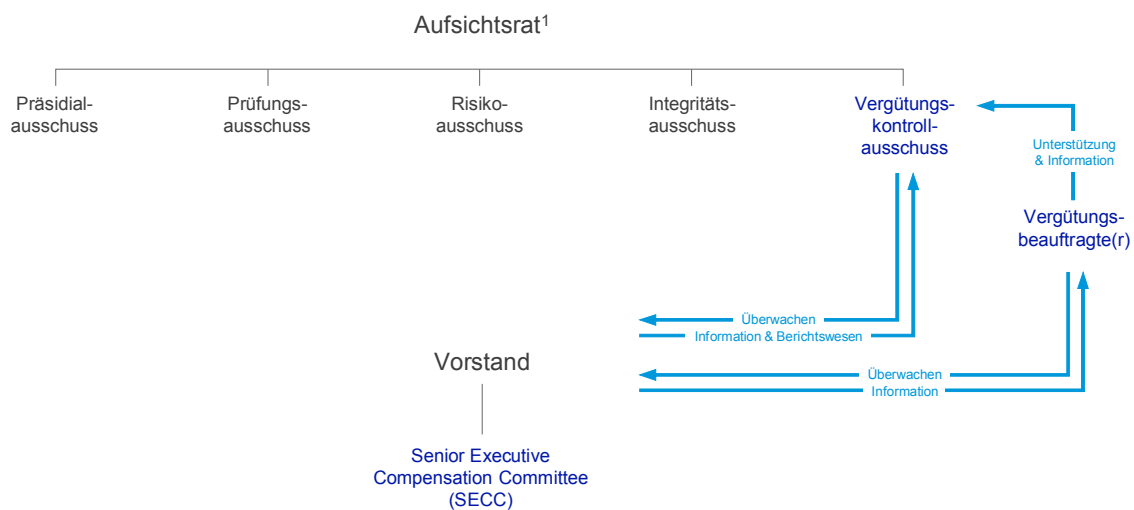 Aufsichtsrat¹
Präsidial-
ausschuss
Prüfungs-
ausschuss
Risiko-
ausschuss
Integritäts-
ausschuss
Vergütungs-
kontroll-
ausschuss
Unterstützung
& Information
Vergütungs-
beauftragte(r)
Überwachen
Information & Berichtswesen
Vorstand
Überwachen
Information
Senior Executive
Compensation Committee
(SECC)